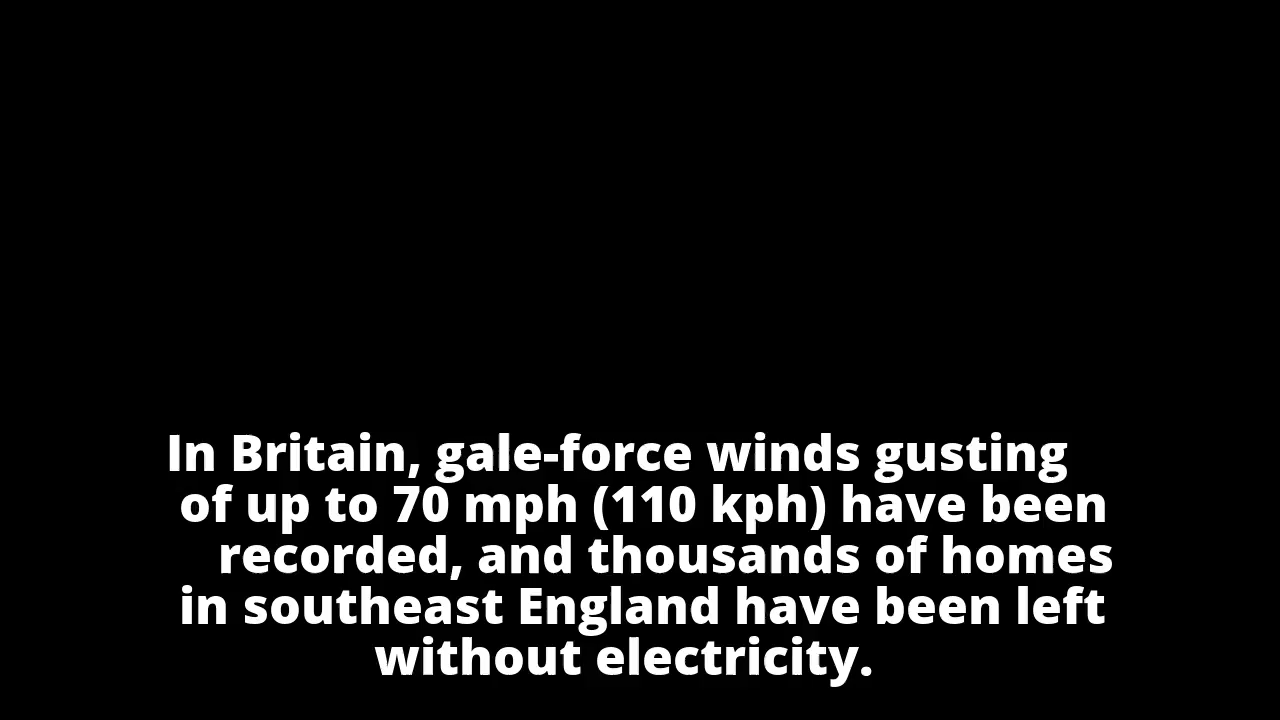 In Britain, gale-force winds gusting
of up to 70 mph (110 kph) have been
recorded, and thousands of homes
in southeast England have been left
without electricity.